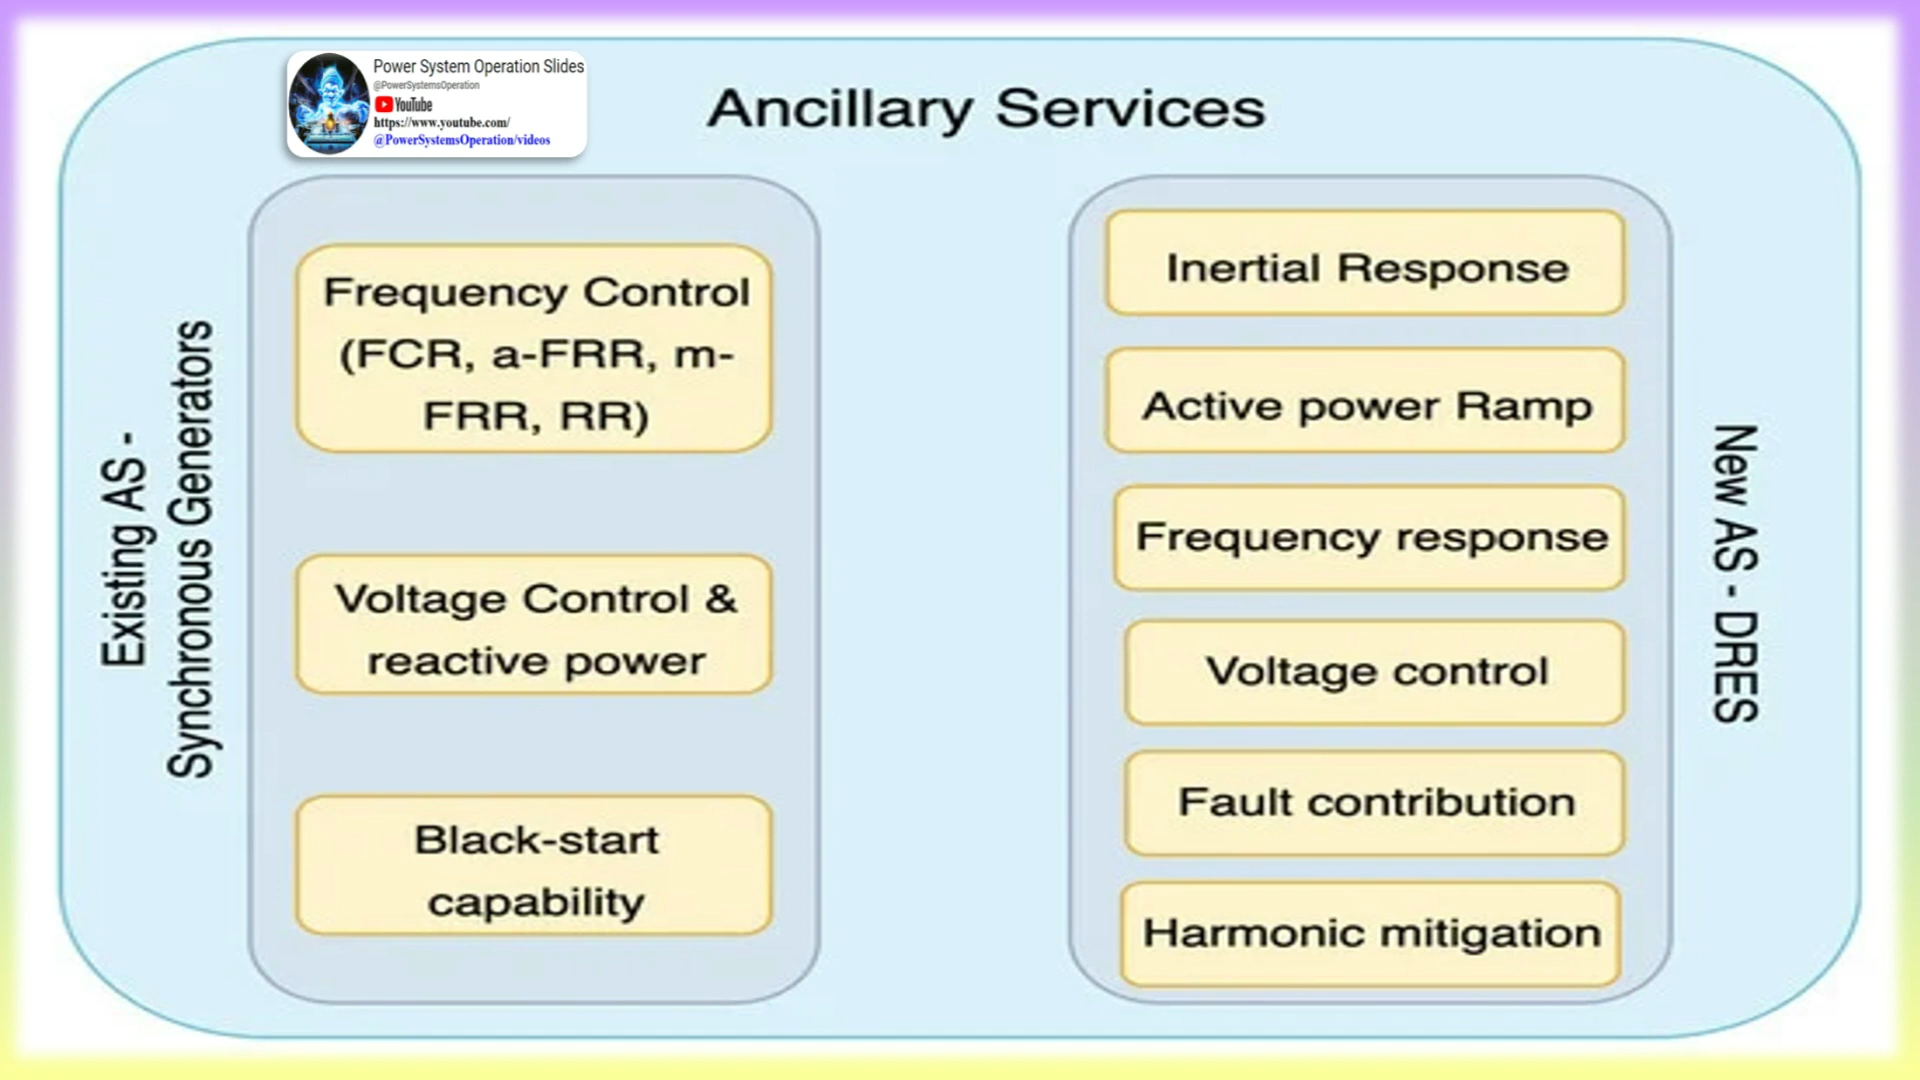 Power System Operation Slides
@PowerSystemsOperation
YouTube
https://www.youtube.com/
@PowerSystemsOperation/videos
Ancillary Services
Existing AS -
Synchronous Generators
Frequency Control
(FCR, a-FRR, m-
FRR, RR)
Voltage Control &
reactive power
Black-start
capability
Inertial Response
Active power Ramp
Frequency response
Voltage control
Fault contribution
Harmonic mitigation
New AS - DRES